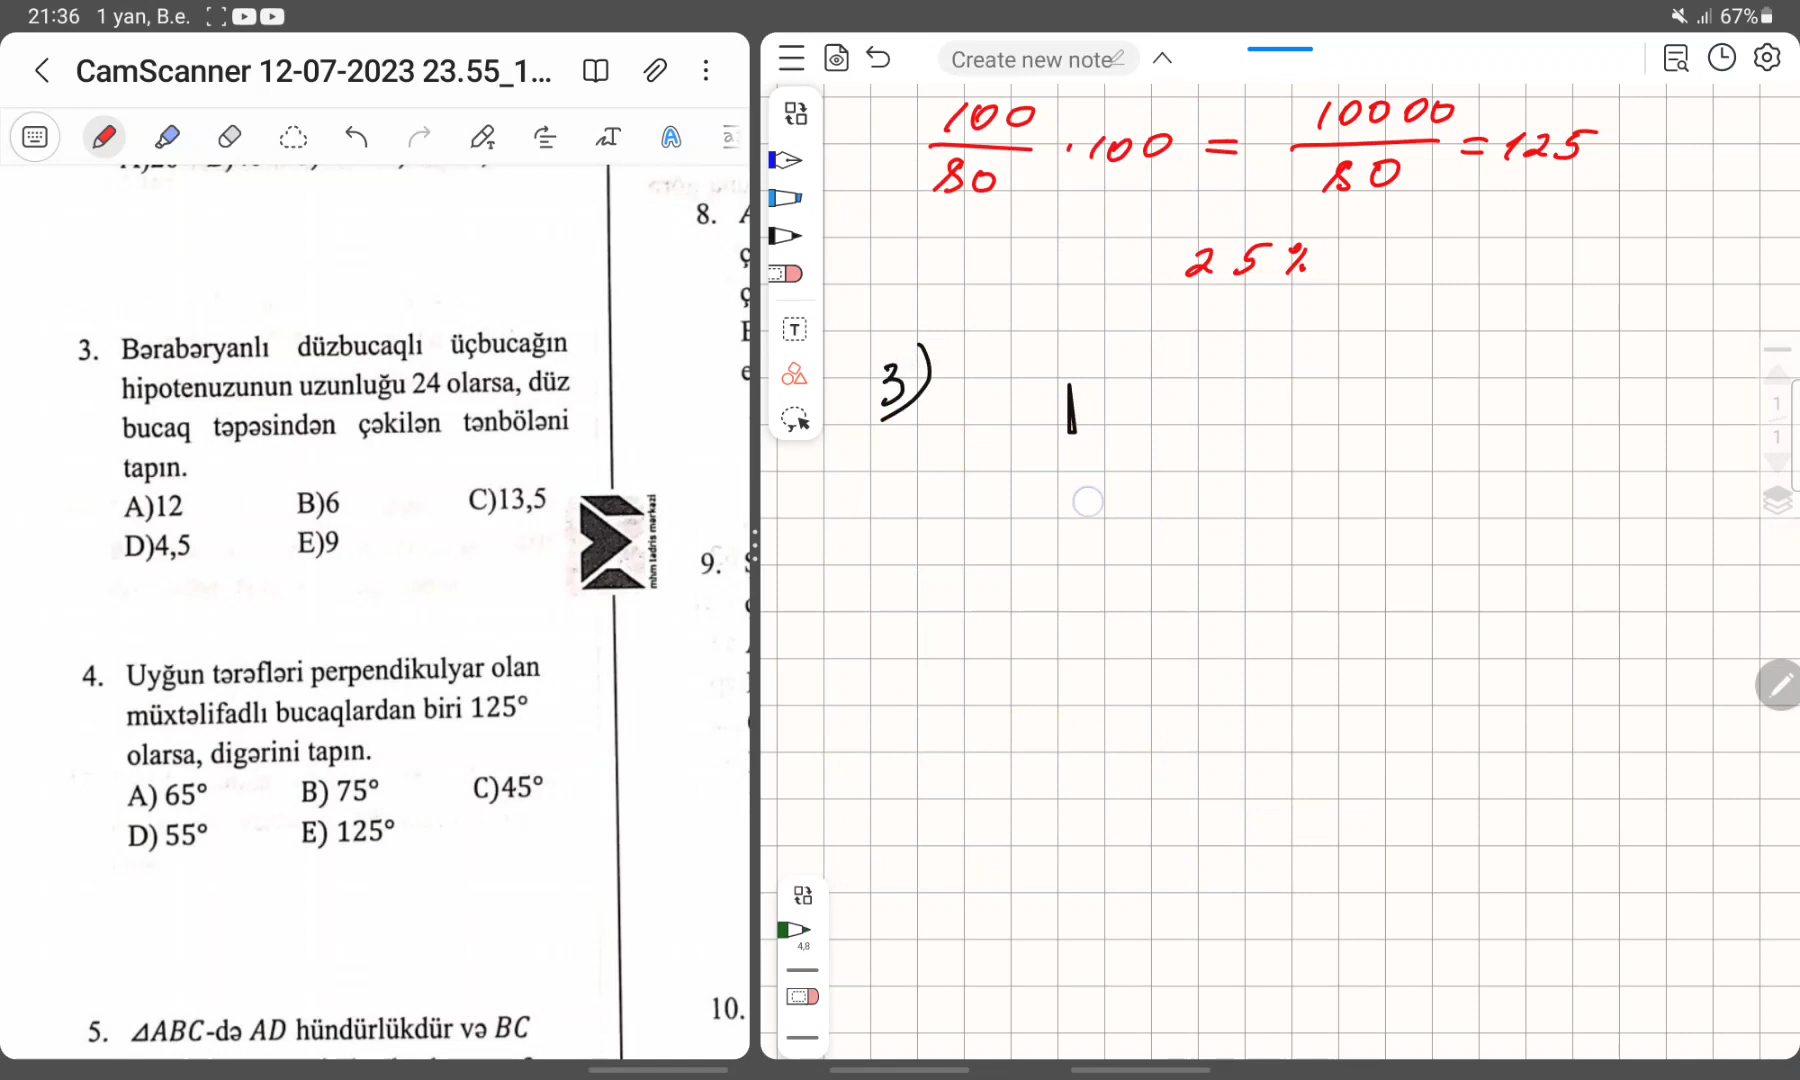 21:36 1 yan, B.e.
67%
CamScanner 12-07-2023 23.55_1...
3. Bərabəryanlı düzbucaqlı üçbucağın
hipotenuzunun uzunluğu 24 olarsa, düz
bucaq təpəsindən çəkilən tənböləni
tapın.
A)12 B)6 C)13,5
D)4,5 E)9
mhm tədris mərkəzi
4. Uyğun tərəfləri perpendikulyar olan
müxtəlifadlı bucaqlardan biri 125°
olarsa, digərini tapın.
A) 65° B) 75° C)45°
D) 55° E) 125°
5. ⊿ABC-də AD hündürlükdür və BC
8.
9.
10.
Create new note
100/80 · 100 = 10000/80 = 125
25%
3)
T
4,8
1
1